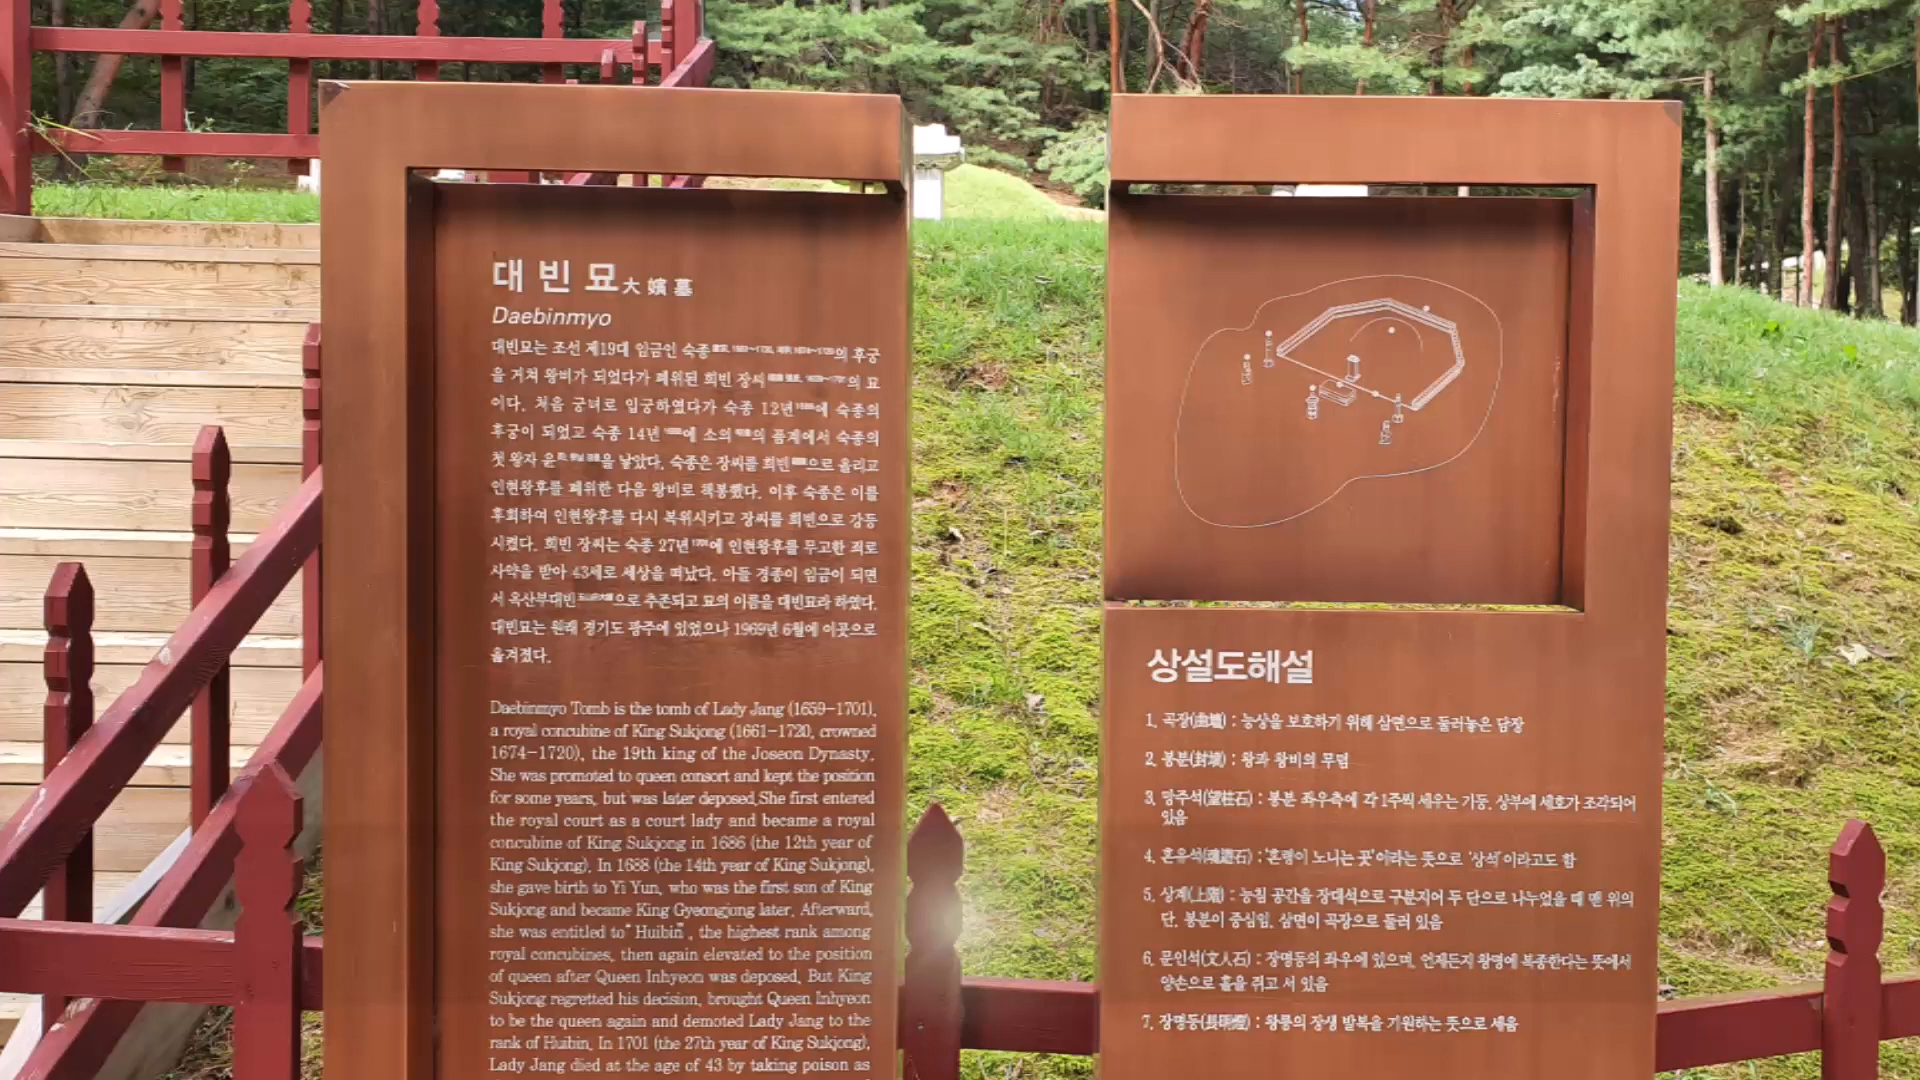 대빈묘 大嬪墓
Daebinmyo
대빈묘는 조선 제19대 임금인 숙종의 후궁
을 거쳐 왕비가 되었다가 폐위된 희빈 장씨의 묘
이다. 처음 궁녀로 입궁하였다가 숙종 12년에 숙종의
후궁이 되었고 숙종 14년에 소의의 품계에서 숙종의
첫 왕자 윤을 낳았다. 숙종은 장씨를 희빈으로 올리고
인현왕후를 폐위한 다음 왕비로 책봉했다. 이후 숙종은 이를
후회하여 인현왕후를 다시 복위시키고 장씨를 희빈으로 강등
시켰다. 희빈 장씨는 숙종 27년에 인현왕후를 무고한 죄로
사약을 받아 43세로 세상을 떠났다. 아들 경종이 임금이 되면
서 옥산부대빈으로 추존되고 묘의 이름을 대빈묘라 하였다.
대빈묘는 원래 경기도 광주에 있었으나 1969년 6월에 이곳으로
옮겨졌다.
Daebinmyo Tomb is the tomb of Lady Jang (1659-1701),
a royal concubine of King Sukjong (1661-1720, crowned
1674-1720), the 19th king of the Joseon Dynasty.
She was promoted to queen consort and kept the position
for some years, but was later deposed.She first entered
the royal court as a court lady and became a royal
concubine of King Sukjong in 1686 (the 12th year of
King Sukjong). In 1688 (the 14th year of King Sukjong),
she gave birth to Yi Yun, who was the first son of King
Sukjong and became King Gyeongjong later. Afterward,
she was entitled to "Huibin", the highest rank among
royal concubines, then again elevated to the position
of queen after Queen Inhyeon was deposed. But King
Sukjong regretted his decision, brought Queen Inhyeon
to be the queen again and demoted Lady Jang to the
rank of Huibin. In 1701 (the 27th year of King Sukjong),
Lady Jang died at the age of 43 by taking poison as
상설도해설
1. 곡장(曲墻) : 능상을 보호하기 위해 삼면으로 둘러놓은 담장
2. 봉분(封墳) : 왕과 왕비의 무덤
3. 망주석(望柱石) : 봉분 좌우측에 각 1주씩 세우는 기둥. 상부에 세호가 조각되어
있음
4. 혼유석(魂遊石) : '혼령이 노니는 곳'이라는 뜻으로 '상석'이라고도 함
5. 상계(上階) : 능침 공간을 장대석으로 구분지어 두 단으로 나누었을 때 맨 위의
단. 봉분이 중심임. 삼면이 곡장으로 둘러 있음
6. 문인석(文人石) : 장명등의 좌우에 있으며, 언제든지 왕명에 복종한다는 뜻에서
양손으로 홀을 쥐고 서 있음
7. 장명등(長明燈) : 왕릉의 장생 발복을 기원하는 뜻으로 세움